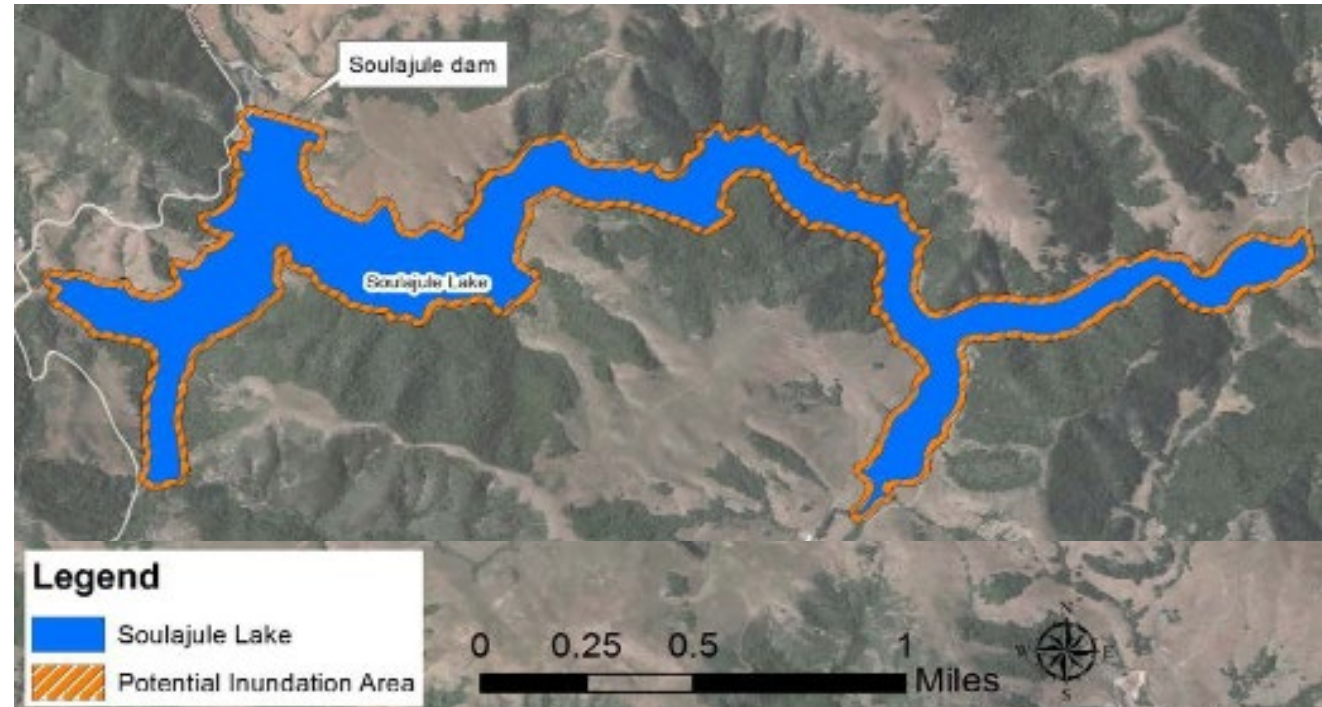 Soulajule dam
Soulajule Lake
Legend
Soulajule Lake
Potential Inundation Area
0 0.25 0.5 1
Miles
N
W E
S